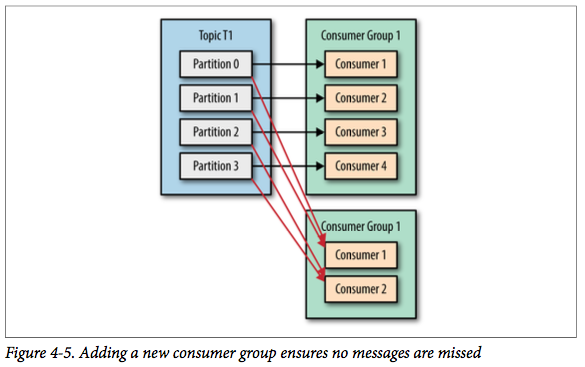 Topic T1
Partition 0
Partition 1
Partition 2
Partition 3
Consumer Group 1
Consumer 1
Consumer 2
Consumer 3
Consumer 4
Consumer Group 1
Consumer 1
Consumer 2
Figure 4-5. Adding a new consumer group ensures no messages are missed